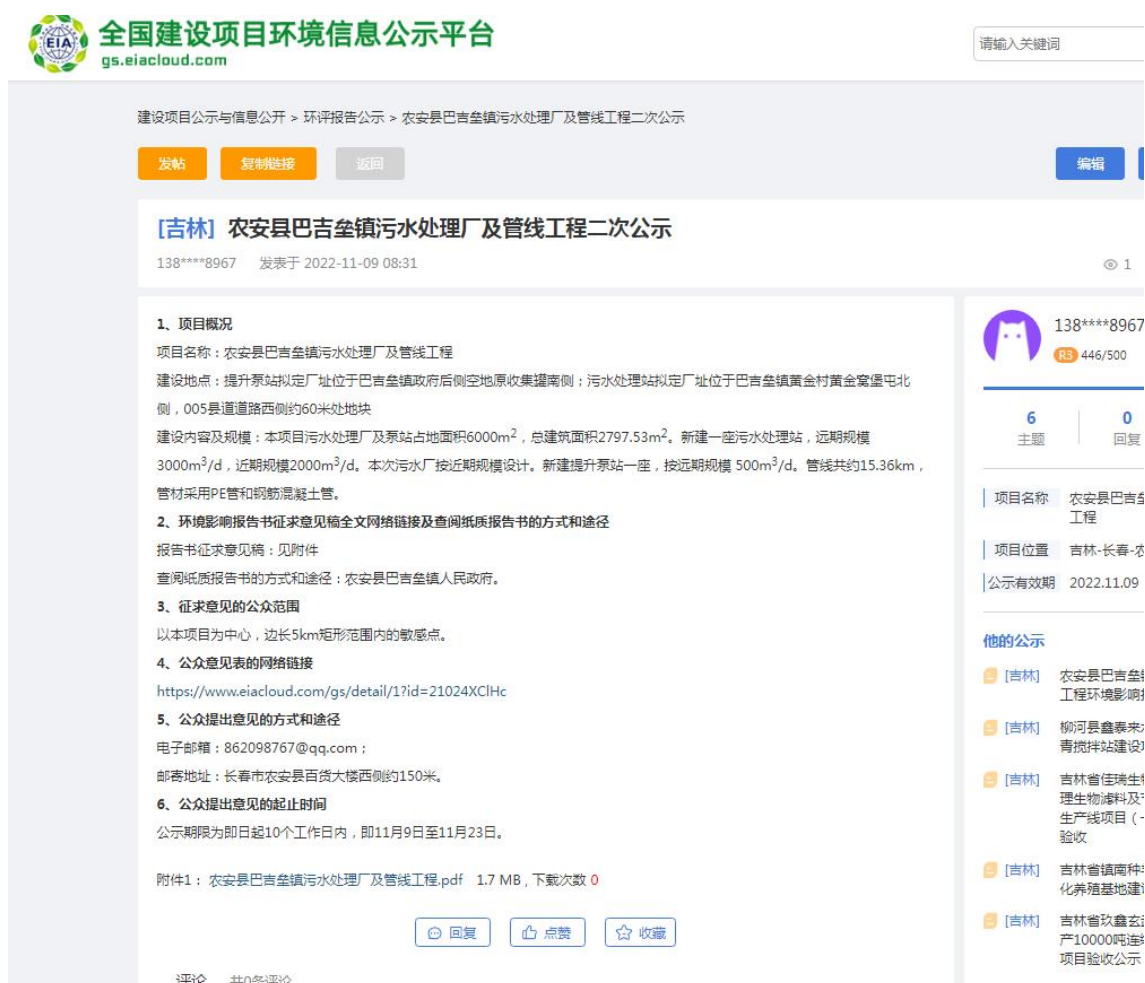 EIA
全国建设项目环境信息公示平台
gs.eiacloud.com
请输入关键词
建设项目公示与信息公开 > 环评报告公示 > 农安县巴吉垒镇污水处理厂及管线工程二次公示
发帖 复制链接 返回 编辑
[吉林] 农安县巴吉垒镇污水处理厂及管线工程二次公示
138****8967 发表于 2022-11-09 08:31
1
1、项目概况
项目名称：农安县巴吉垒镇污水处理厂及管线工程
建设地点：提升泵站拟定厂址位于巴吉垒镇政府后侧空地原收集罐南侧；污水处理站拟定厂址位于巴吉垒镇黄金村黄金窝堡屯北
侧，005县道道路西侧约60米处地块
建设内容及规模：本项目污水处理厂及泵站占地面积6000m²，总建筑面积2797.53m²。新建一座污水处理站，远期规模
3000m³/d，近期规模2000m³/d。本次污水厂按近期规模设计。新建提升泵站一座，按远期规模 500m³/d。管线共约15.36km，
管材采用PE管和钢筋混凝土管。
2、环境影响报告书征求意见稿全文网络链接及查阅纸质报告书的方式和途径
报告书征求意见稿：见附件
查阅纸质报告书的方式和途径：农安县巴吉垒镇人民政府。
3、征求意见的公众范围
以本项目为中心，边长5km矩形范围内的敏感点。
4、公众意见表的网络链接
https://www.eiacloud.com/gs/detail/1?id=21024XClHc
5、公众提出意见的方式和途径
电子邮箱：862098767@qq.com；
邮寄地址：长春市农安县百货大楼西侧约150米。
6、公众提出意见的起止时间
公示期限为即日起10个工作日内，即11月9日至11月23日。
附件1： 农安县巴吉垒镇污水处理厂及管线工程.pdf 1.7 MB，下载次数 0
回复 点赞 收藏
评论 共0条评论
138****8967
R3 446/500
6 0
主题 回复
项目名称 农安县巴吉垒
工程
项目位置 吉林-长春-农
公示有效期 2022.11.09
他的公示
[吉林] 农安县巴吉垒
工程环境影响
[吉林] 柳河县鑫泰来
青搅拌站建设
[吉林] 吉林省佳瑞生
理生物滤料及
生产线项目（
验收
[吉林] 吉林省镇南种
化养殖基地建
[吉林] 吉林省玖鑫玄
产10000吨连
项目验收公示